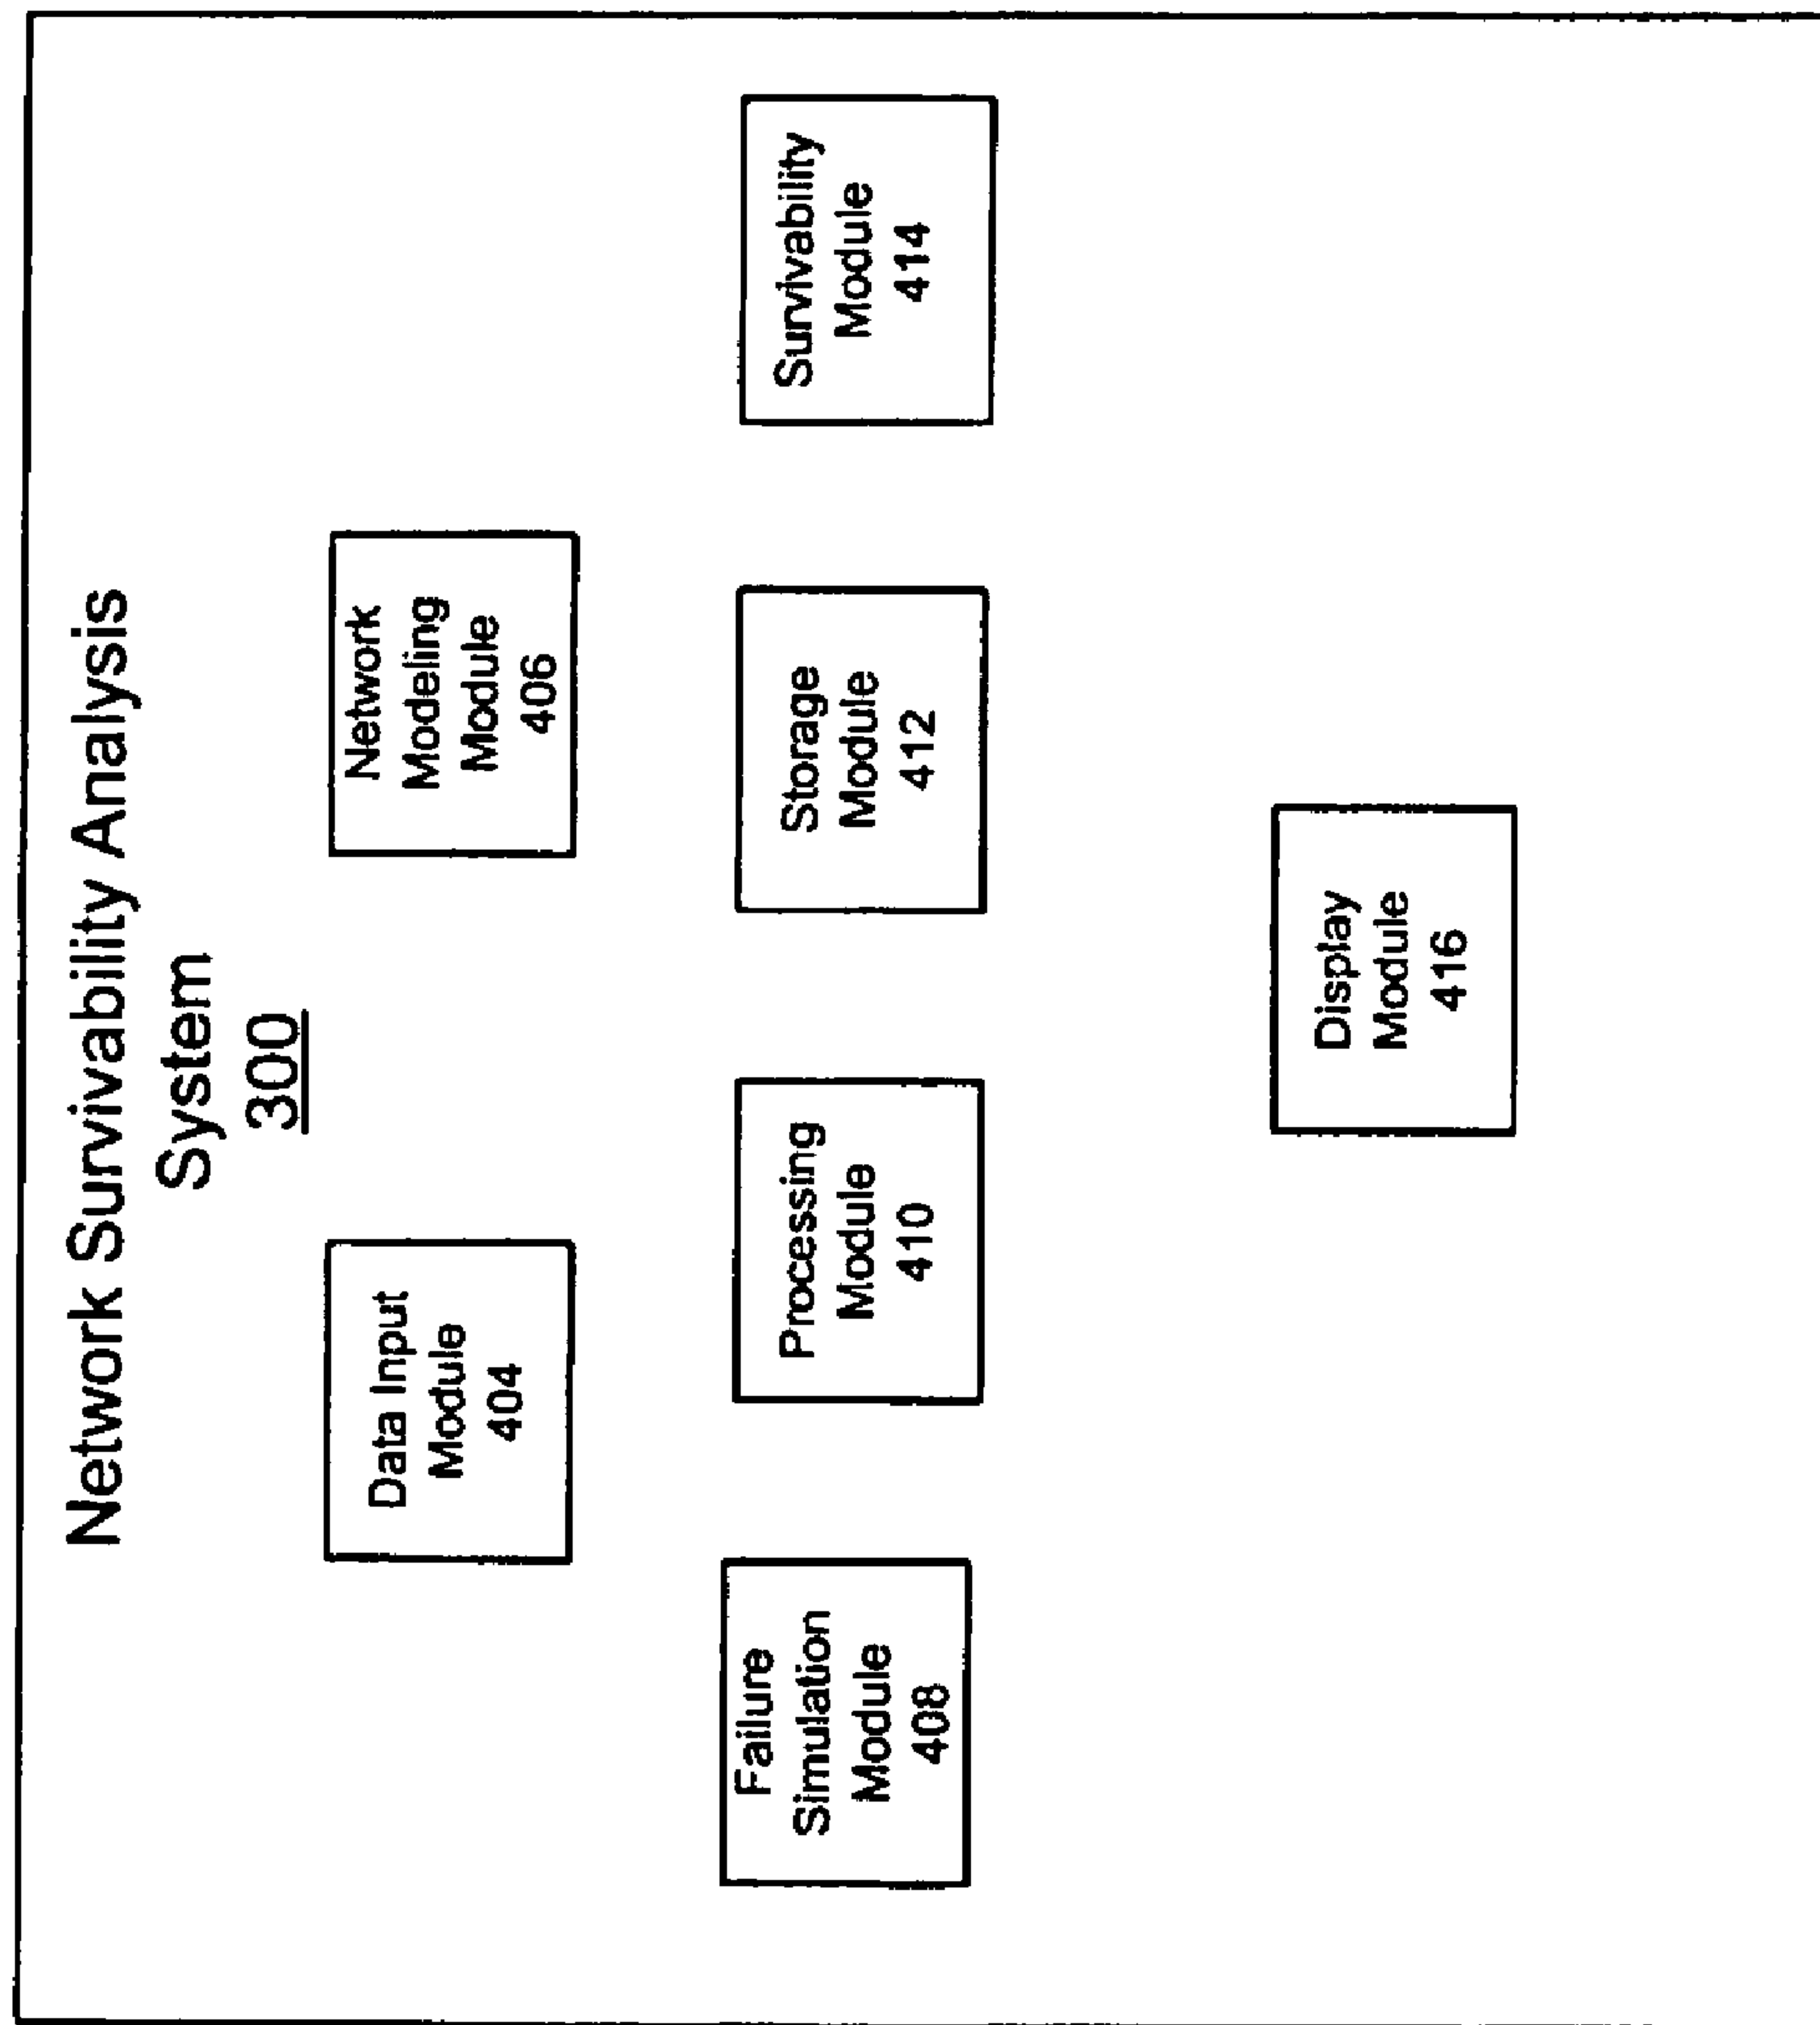 Network Survivability Analysis
System
300
Data Input
Module
404
Network
Modeling
Module
406
Failure
Simulation
Module
408
Processing
Module
410
Storage
Module
412
Survivability
Module
414
Display
Module
416